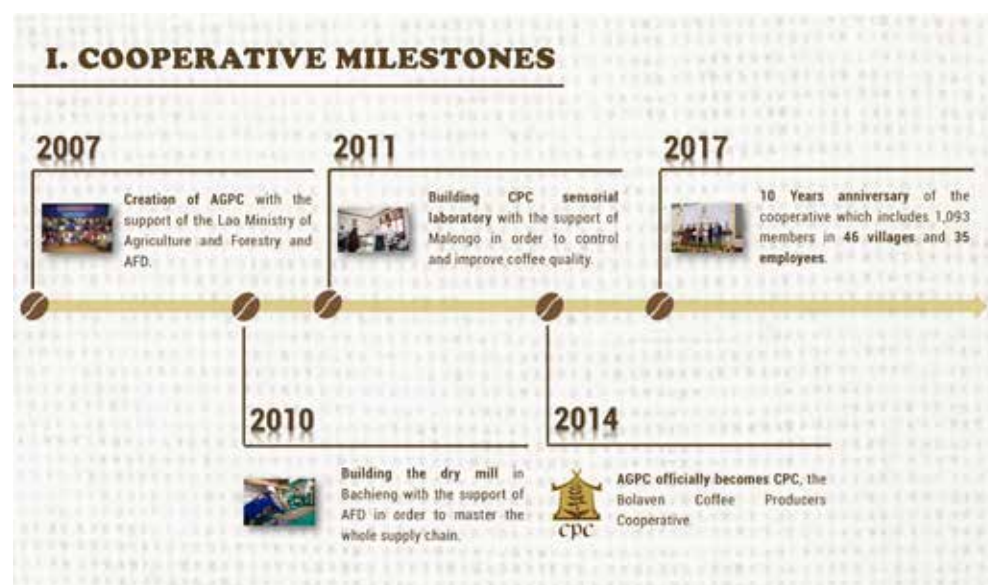 I. COOPERATIVE MILESTONES
2007
Creation of AGPC with the
support of the Lao Ministry of
Agriculture and Forestry and
AFD.
2011
Building CPC sensorial
laboratory with the support of
Malongo in order to control
and improve coffee quality.
2017
10 Years anniversary of the
cooperative which includes 1,093
members in 46 villages and 35
employees.
2010
Building the dry mill in
Bachieng with the support of
AFD in order to master the
whole supply chain.
2014
CPC
AGPC officially becomes CPC, the
Bolaven Coffee Producers
Cooperative